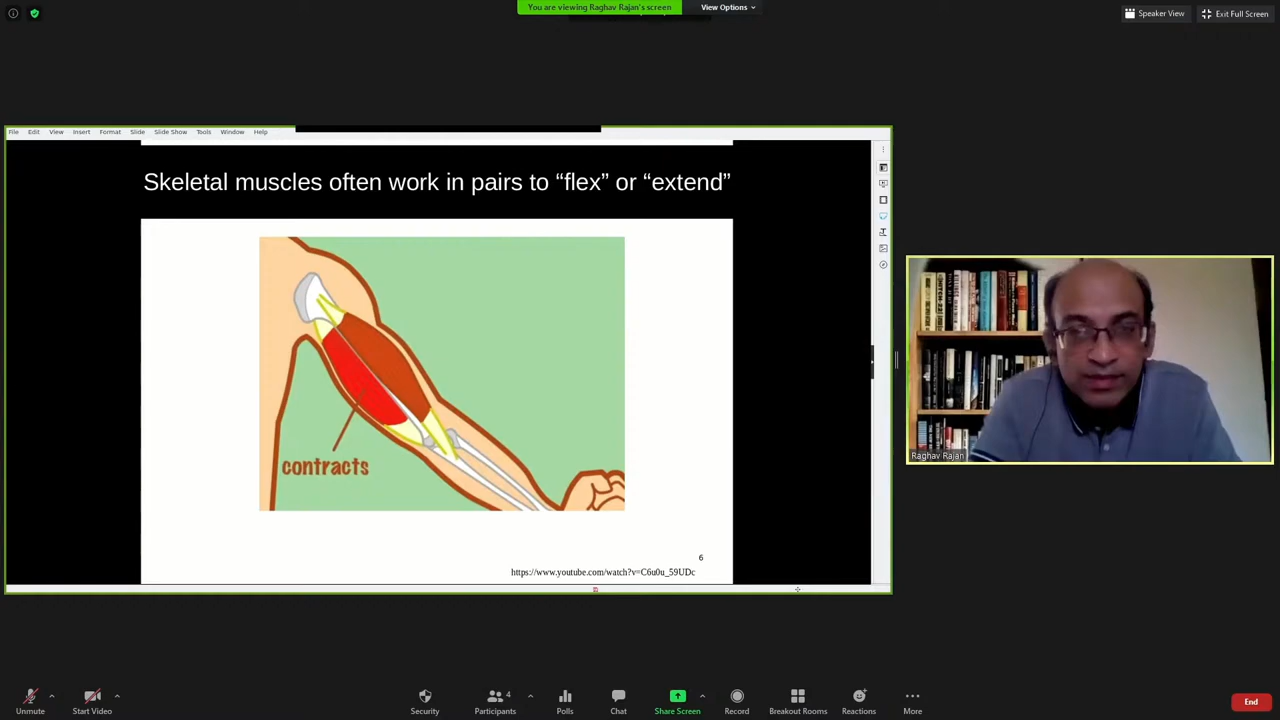 You are viewing Raghav Rajan's screen
View Options
Speaker View
Exit Full Screen
File Edit View Insert Format Slide Slide Show Tools Window Help
Skeletal muscles often work in pairs to “flex” or “extend”
contracts
6
https://www.youtube.com/watch?v=C6u0u_59UDc
Raghav Rajan
Unmute
Start Video
Security
Participants 4
Polls
Chat
Share Screen
Record
Breakout Rooms
Reactions
More
End